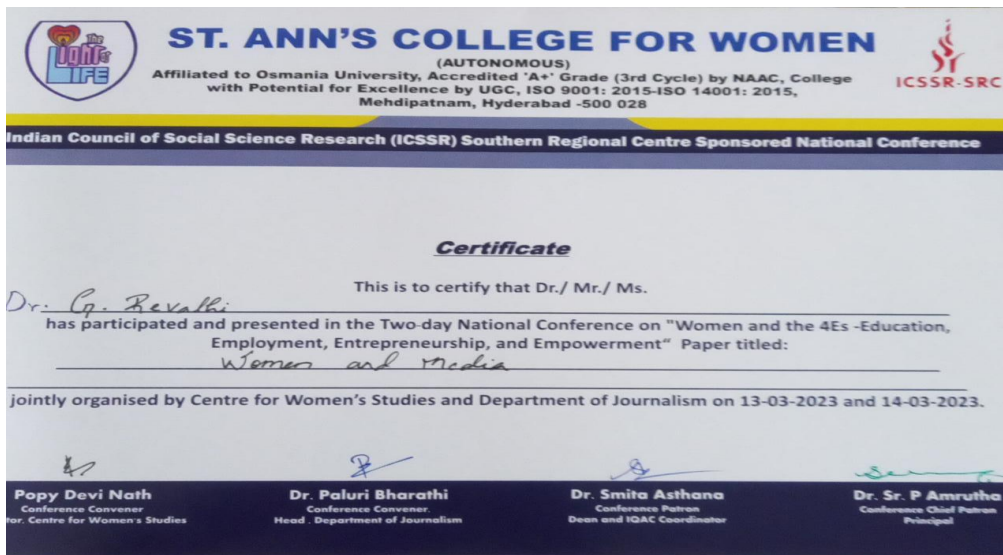 The
Light of
LIFE
ST. ANN'S COLLEGE FOR WOMEN
(AUTONOMOUS)
Affiliated to Osmania University, Accredited 'A+' Grade (3rd Cycle) by NAAC, College
with Potential for Excellence by UGC, ISO 9001: 2015-ISO 14001: 2015,
Mehdipatnam, Hyderabad -500 028
ICSSR-SRC
Indian Council of Social Science Research (ICSSR) Southern Regional Centre Sponsored National Conference
Certificate
This is to certify that Dr./ Mr./ Ms.
Dr. G. Revathi
has participated and presented in the Two-day National Conference on "Women and the 4Es -Education,
Employment, Entrepreneurship, and Empowerment" Paper titled:
Women and Media
jointly organised by Centre for Women's Studies and Department of Journalism on 13-03-2023 and 14-03-2023.
Popy Devi Nath Dr. Paluri Bharathi Dr. Smita Asthana Dr. Sr. P Amrutha
Conference Convener Conference Convener. Conference Patron Conference Chief Patron
tor. Centre for Women's Studies Head . Department of Journalism Dean and IQAC Coordinator Principal